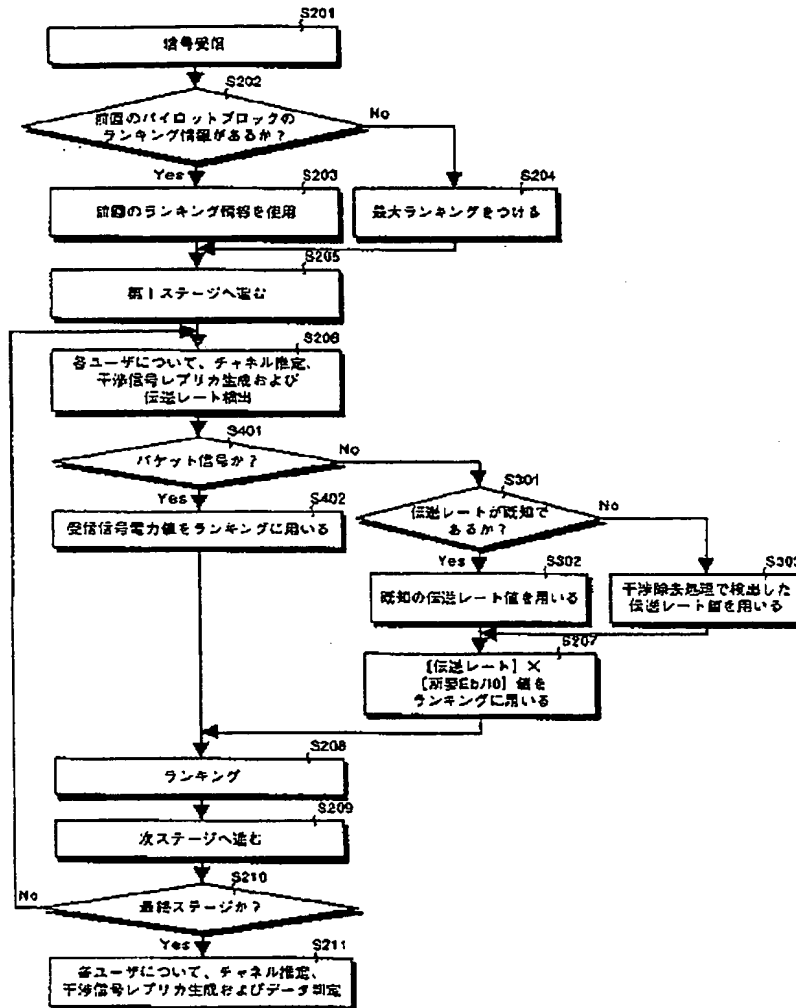 S201
信号受信
S202
前回のパイロットブロックの
ランキング情報があるか?
No
Yes
S203
前回のランキング情報を使用
S204
最大ランキングをつける
S205
第1ステージへ進む
S206
各ユーザについて、チャネル推定、
干渉信号レプリカ生成および
伝送レート検出
S401
パケット信号か?
No
Yes
S402
受信信号電力値をランキングに用いる
S301
伝送レートが既知で
あるか?
No
Yes
S302
既知の伝送レート値を用いる
S303
干渉除去処理で検出した
伝送レート値を用いる
S207
[伝送レート] ×
[所要Eb/I0] 値を
ランキングに用いる
S208
ランキング
S209
次ステージへ進む
S210
最終ステージか?
No
Yes
S211
各ユーザについて、チャネル推定、
干渉信号レプリカ生成およびデータ判定